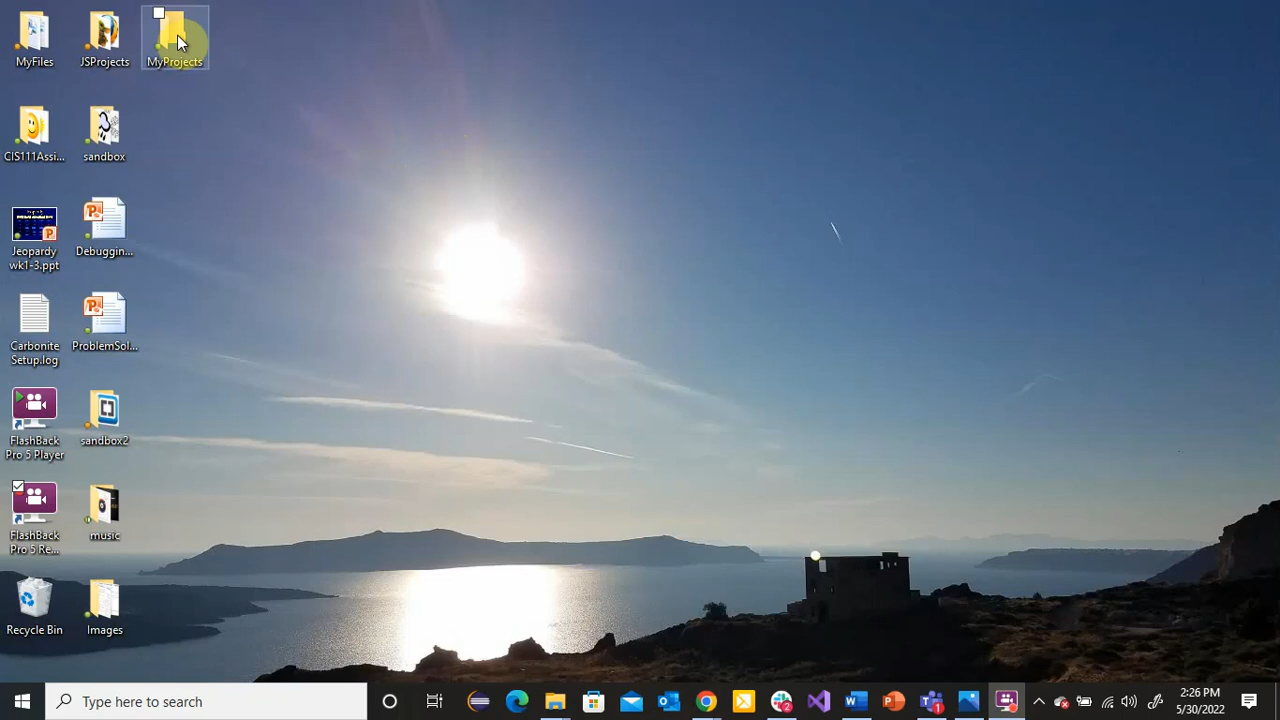 MyFiles
JSProjects
MyProjects
CIS111Assi...
sandbox
Jeopardy
wk1-3.ppt
Debuggin...
Carbonite
Setup.log
ProblemSol...
FlashBack
Pro 5 Player
sandbox2
FlashBack
Pro 5 Re...
music
Recycle Bin
Images
Type here to search
2:26 PM
5/30/2022